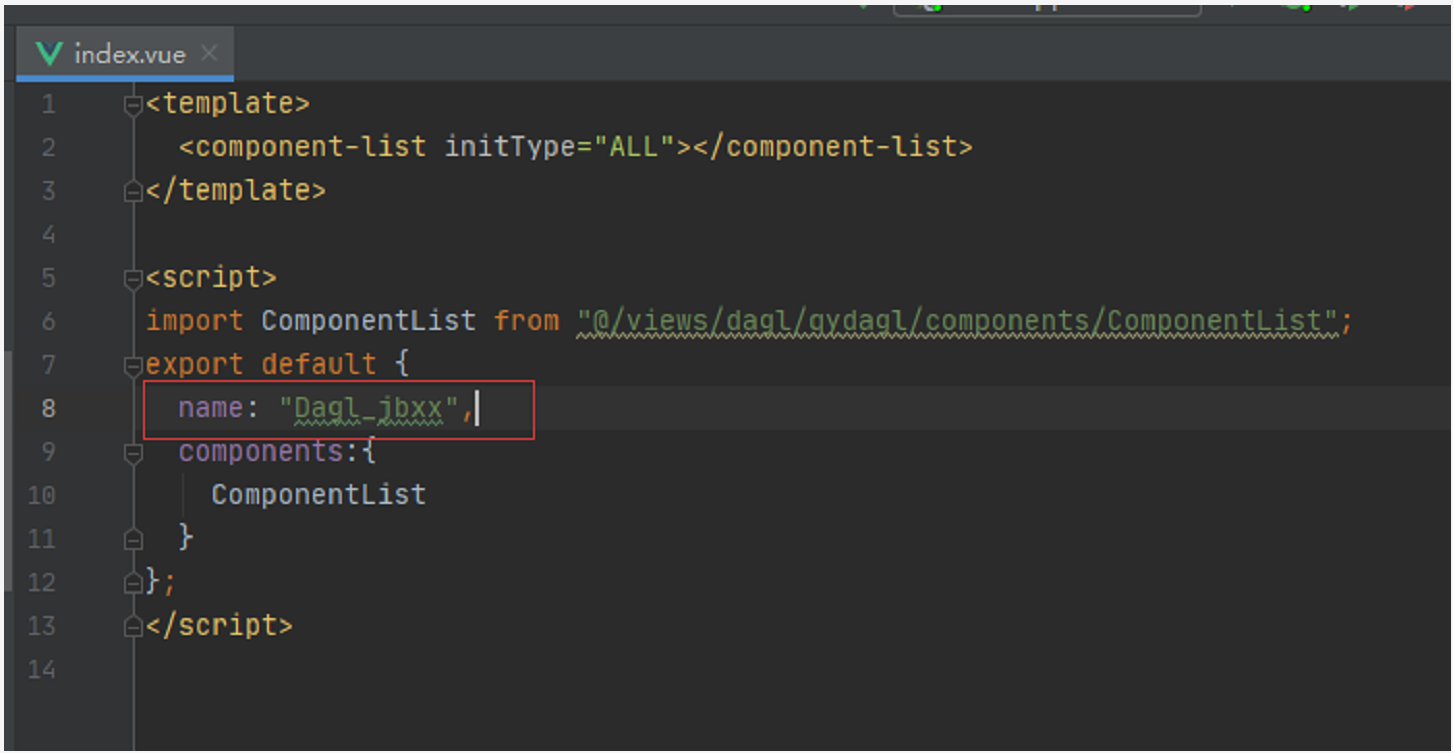 index.vue
1 <template>
2 <component-list initType="ALL"></component-list>
3 </template>
4
5 <script>
6 import ComponentList from "@/views/dagl/qydagl/components/ComponentList";
7 export default {
8 name: "Dagl_jbxx",
9 components:{
10 ComponentList
11 }
12 };
13 </script>
14